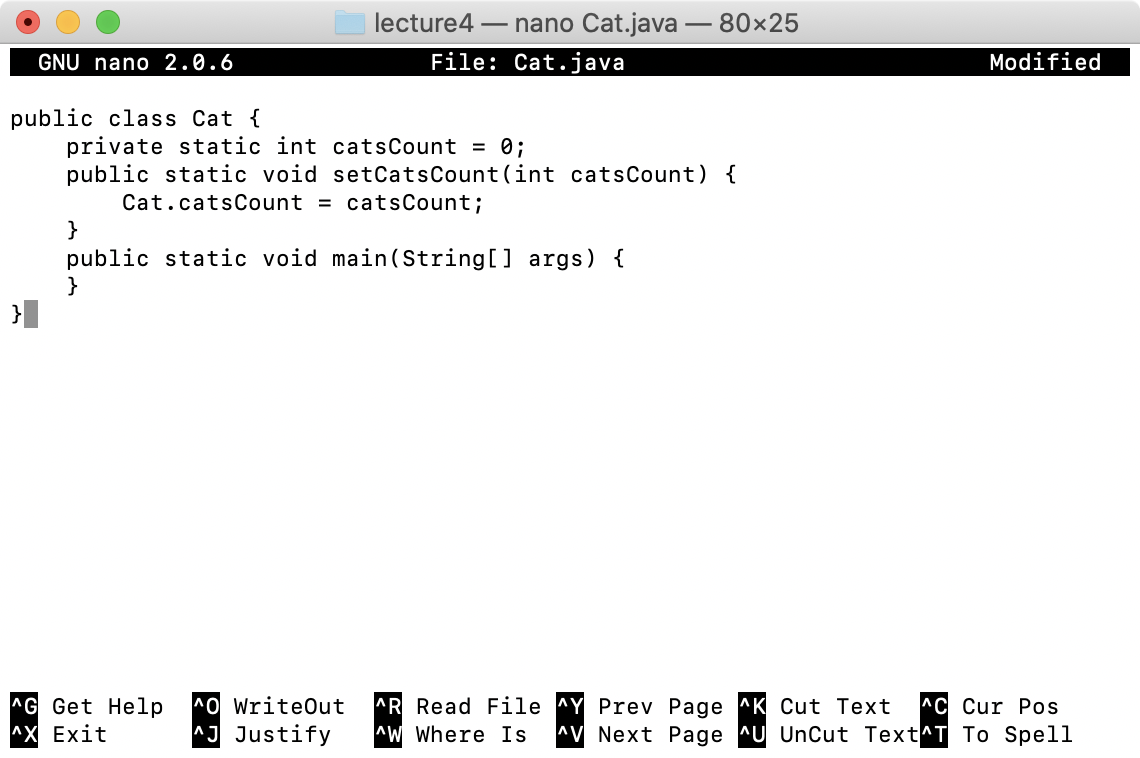 lecture4 — nano Cat.java — 80×25
GNU nano 2.0.6 File: Cat.java Modified
public class Cat {
    private static int catsCount = 0;
    public static void setCatsCount(int catsCount) {
        Cat.catsCount = catsCount;
    }
    public static void main(String[] args) {
    }
}
^G Get Help ^O WriteOut ^R Read File ^Y Prev Page ^K Cut Text ^C Cur Pos
^X Exit ^J Justify ^W Where Is ^V Next Page ^U UnCut Text ^T To Spell